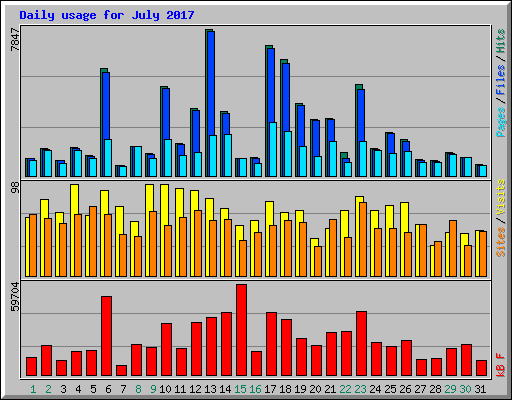 Daily usage for July 2017
7847
Pages / Files / Hits
98
Sites / Visits
59704
kB F
1 2 3 4 5 6 7 8 9 10 11 12 13 14 15 16 17 18 19 20 21 22 23 24 25 26 27 28 29 30 31